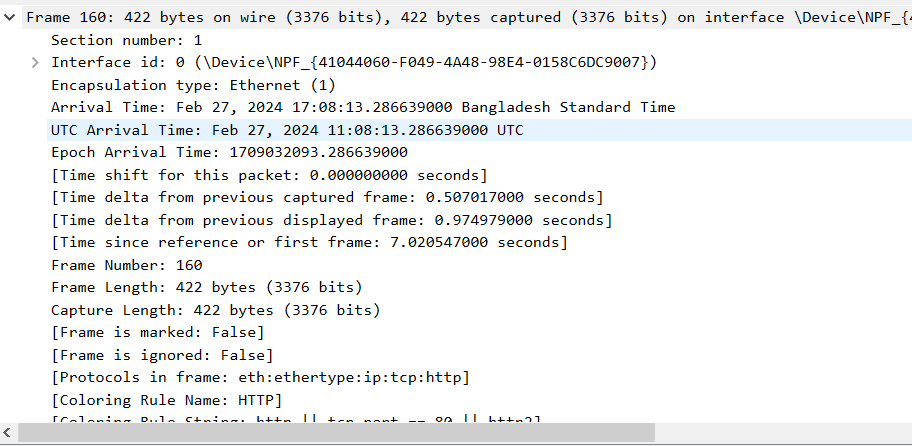 Frame 160: 422 bytes on wire (3376 bits), 422 bytes captured (3376 bits) on interface \Device\NPF_{4
Section number: 1
Interface id: 0 (\Device\NPF_{41044060-F049-4A48-98E4-0158C6DC9007})
Encapsulation type: Ethernet (1)
Arrival Time: Feb 27, 2024 17:08:13.286639000 Bangladesh Standard Time
UTC Arrival Time: Feb 27, 2024 11:08:13.286639000 UTC
Epoch Arrival Time: 1709032093.286639000
[Time shift for this packet: 0.000000000 seconds]
[Time delta from previous captured frame: 0.507017000 seconds]
[Time delta from previous displayed frame: 0.974979000 seconds]
[Time since reference or first frame: 7.020547000 seconds]
Frame Number: 160
Frame Length: 422 bytes (3376 bits)
Capture Length: 422 bytes (3376 bits)
[Frame is marked: False]
[Frame is ignored: False]
[Protocols in frame: eth:ethertype:ip:tcp:http]
[Coloring Rule Name: HTTP]
[Coloring Rule String: http || tcp.port == 80 || http2]